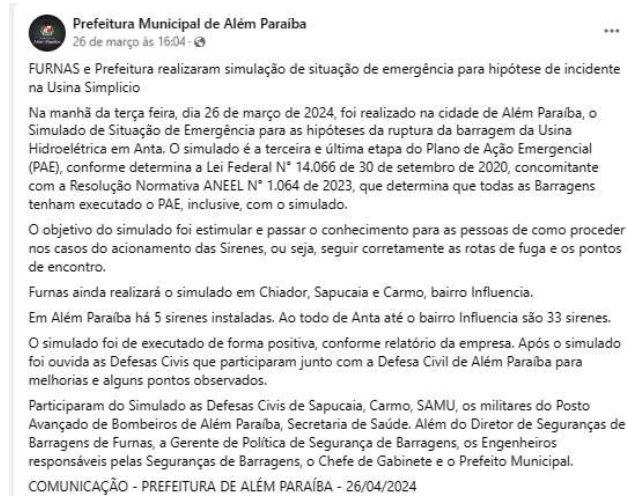 Prefeitura Municipal de Além Paraíba
26 de março às 16:04 ·
FURNAS e Prefeitura realizaram simulação de situação de emergência para hipótese de incidente
na Usina Simplicio
Na manhã da terça feira, dia 26 de março de 2024, foi realizado na cidade de Além Paraíba, o
Simulado de Situação de Emergência para as hipóteses da ruptura da barragem da Usina
Hidroelétrica em Anta. O simulado é a terceira e última etapa do Plano de Ação Emergencial
(PAE), conforme determina a Lei Federal N° 14.066 de 30 de setembro de 2020, concomitante
com a Resolução Normativa ANEEL N° 1.064 de 2023, que determina que todas as Barragens
tenham executado o PAE, inclusive, com o simulado.
O objetivo do simulado foi estimular e passar o conhecimento para as pessoas de como proceder
nos casos do acionamento das Sirenes, ou seja, seguir corretamente as rotas de fuga e os pontos
de encontro.
Furnas ainda realizará o simulado em Chiador, Sapucaia e Carmo, bairro Influencia.
Em Além Paraíba há 5 sirenes instaladas. Ao todo de Anta até o bairro Influencia são 33 sirenes.
O simulado foi de executado de forma positiva, conforme relatório da empresa. Após o simulado
foi ouvida as Defesas Civis que participaram junto com a Defesa Civil de Além Paraíba para
melhorias e alguns pontos observados.
Participaram do Simulado as Defesas Civis de Sapucaia, Carmo, SAMU, os militares do Posto
Avançado de Bombeiros de Além Paraíba, Secretaria de Saúde. Além do Diretor de Seguranças de
Barragens de Furnas, a Gerente de Política de Segurança de Barragens, os Engenheiros
responsáveis pelas Seguranças de Barragens, o Chefe de Gabinete e o Prefeito Municipal.
COMUNICAÇÃO - PREFEITURA DE ALÉM PARAÍBA - 26/04/2024